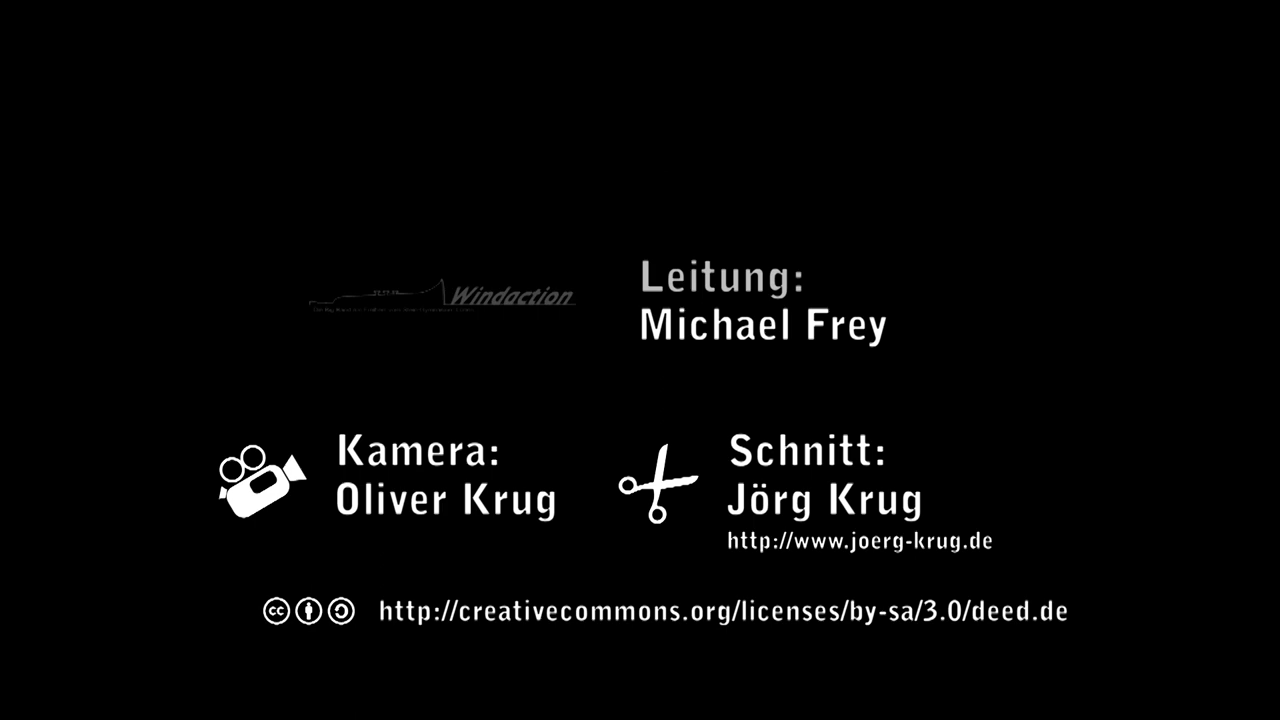 Windaction
Leitung:
Michael Frey
Kamera:
Oliver Krug
Schnitt:
Jörg Krug
http://www.joerg-krug.de
cc
http://creativecommons.org/licenses/by-sa/3.0/deed.de